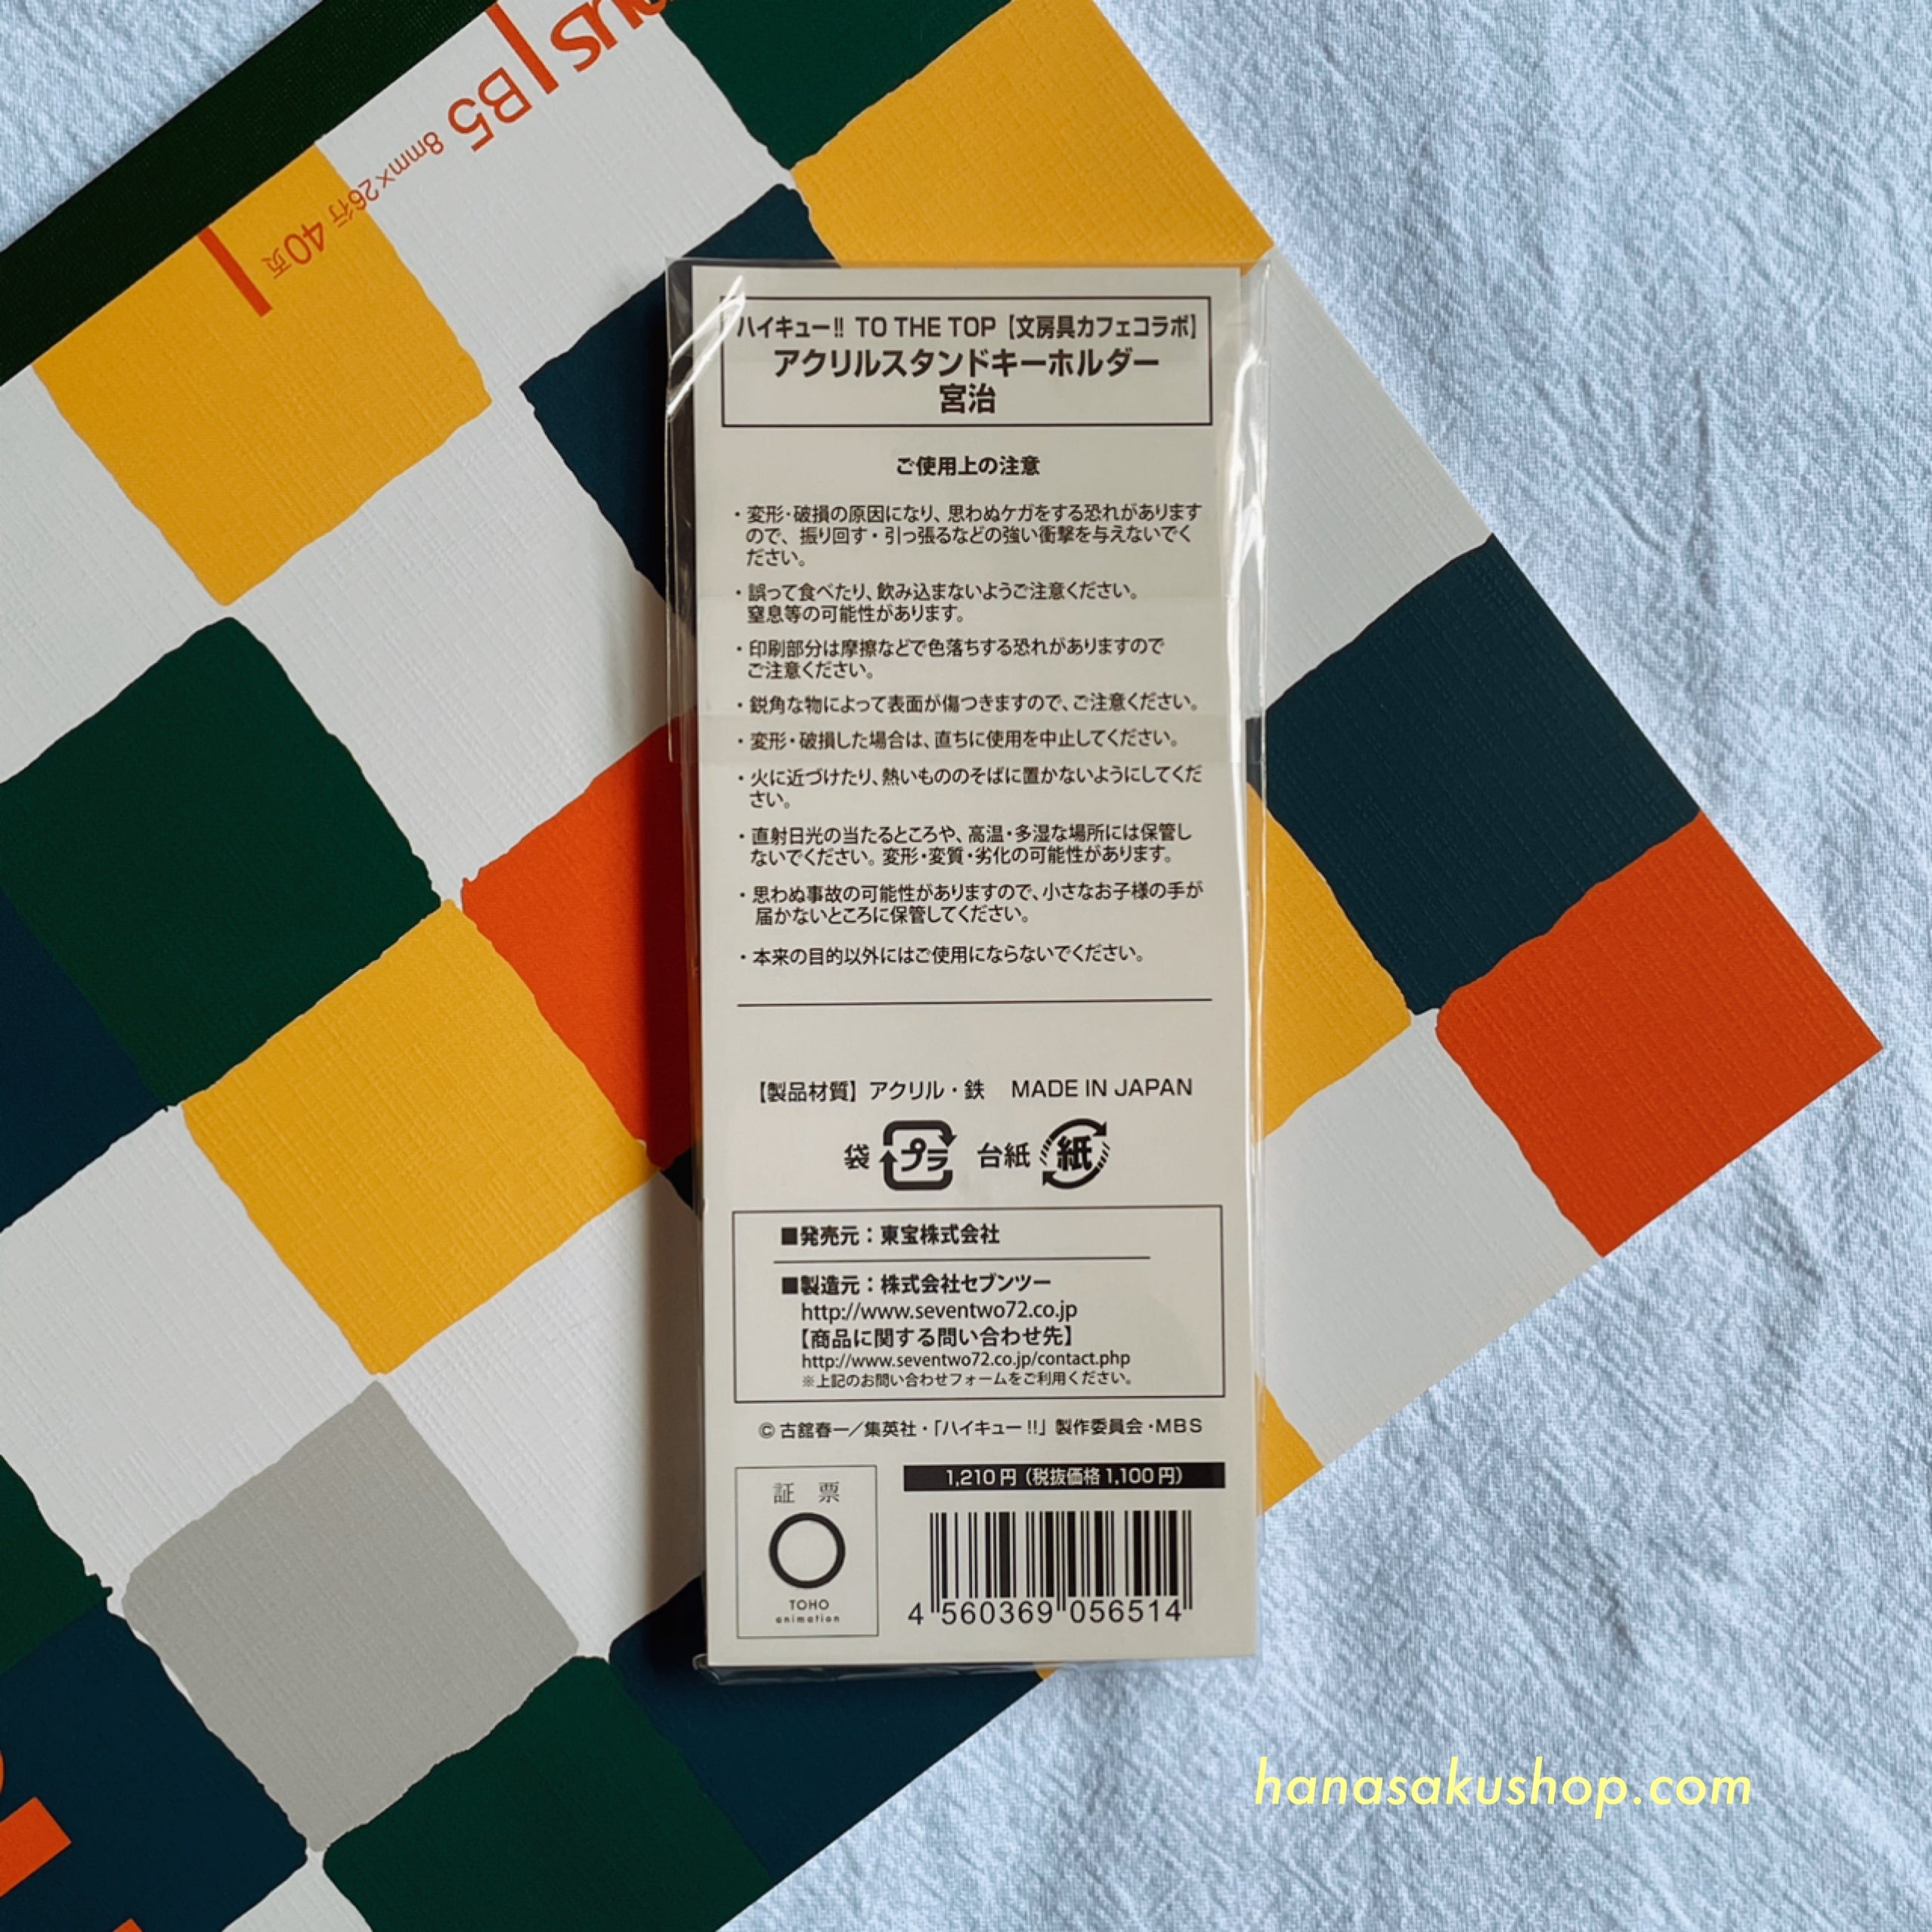 B5
8mm×26行 40页
ハイキュー!! TO THE TOP【文房具カフェコラボ】
アクリルスタンドキーホルダー
宮治
ご使用上の注意
・変形・破損の原因になり、思わぬケガをする恐れがあります
ので、振り回す・引っ張るなどの強い衝撃を与えないでく
ださい。
・誤って食べたり、飲み込まないようご注意ください。
窒息等の可能性があります。
・印刷部分は摩擦などで色落ちする恐れがありますので
ご注意ください。
・鋭角な物によって表面が傷つきますので、ご注意ください。
・変形・破損した場合は、直ちに使用を中止してください。
・火に近づけたり、熱いもののそばに置かないようにしてくだ
さい。
・直射日光の当たるところや、高温・多湿な場所には保管し
ないでください。変形・変質・劣化の可能性があります。
・思わぬ事故の可能性がありますので、小さなお子様の手が
届かないところに保管してください。
・本来の目的以外にはご使用にならないでください。
【製品材質】アクリル・鉄 MADE IN JAPAN
袋 プラ 台紙 紙
■発売元：東宝株式会社
■製造元：株式会社セブンツー
http://www.seventwo72.co.jp
【商品に関する問い合わせ先】
http://www.seventwo72.co.jp/contact.php
※上記のお問い合わせフォームをご利用ください。
© 古舘春一／集英社・「ハイキュー!!」製作委員会・MBS
1,210円（税抜価格1,100円）
証 票
TOHO
animation
4 560369 056514
hanasakushop.com